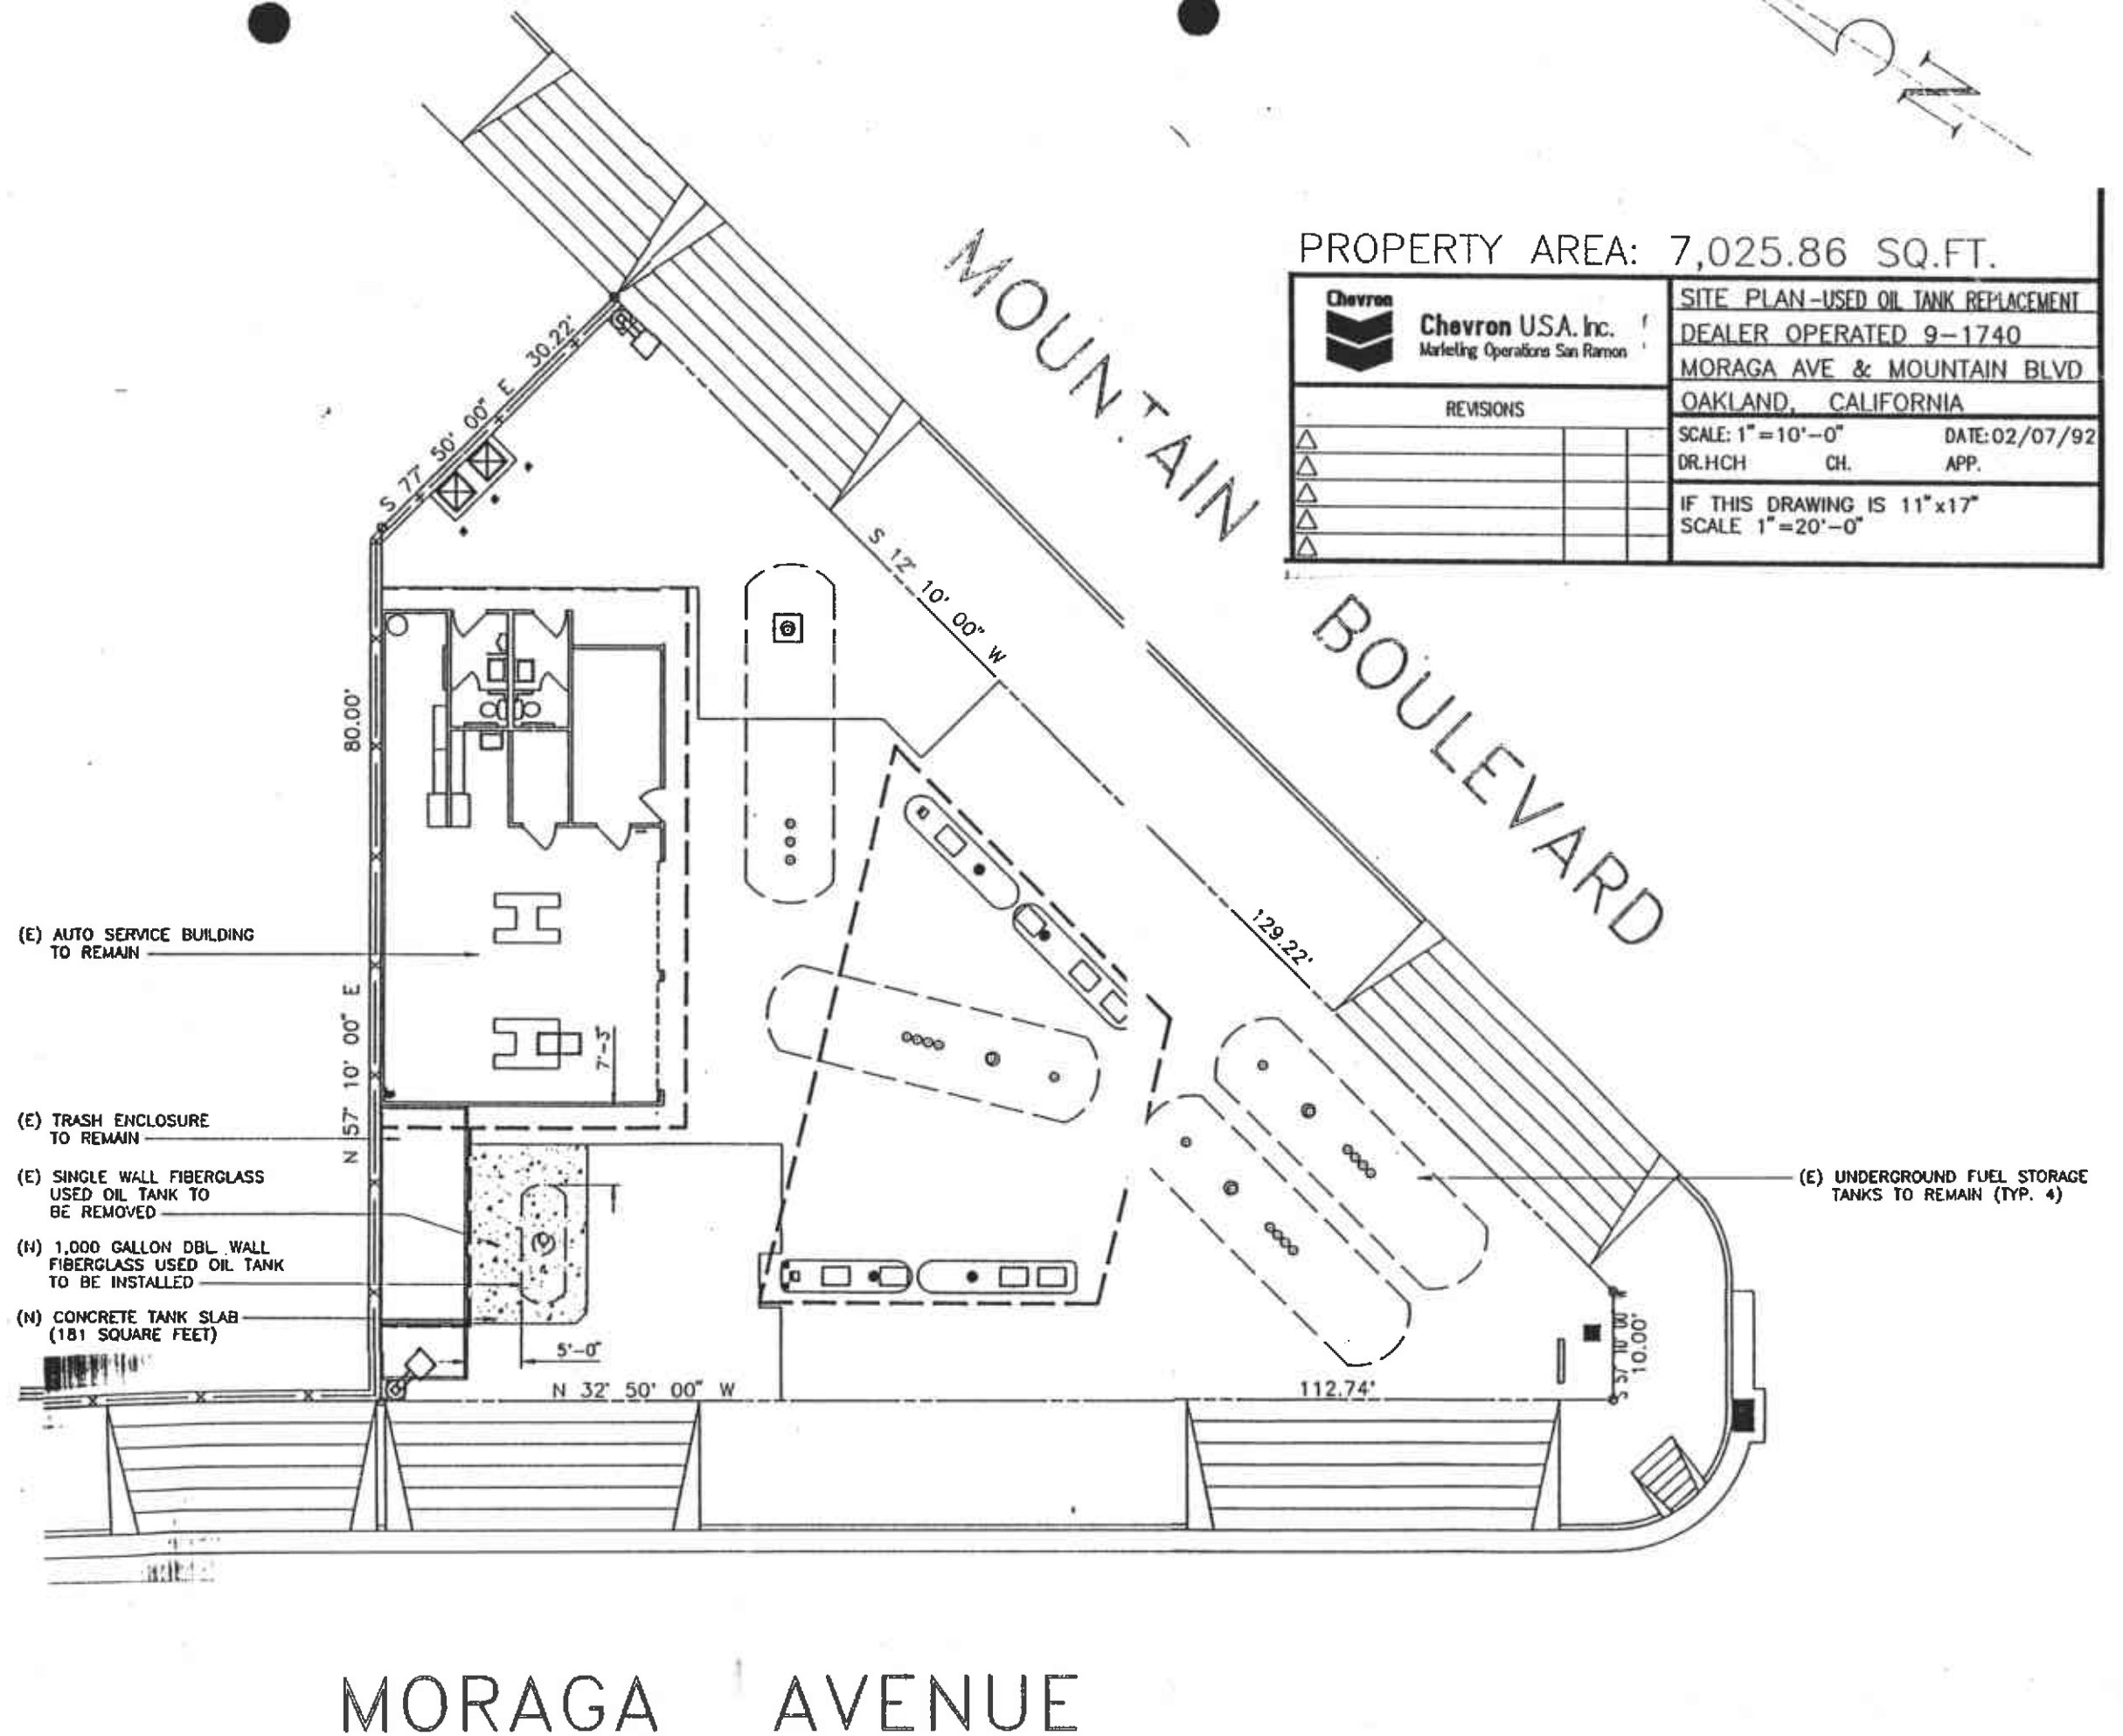 N
MOUNTAIN
BOULEVARD
PROPERTY AREA: 7,025.86 SQ.FT.
Chevron
Chevron U.S.A. Inc.
Marketing Operations San Ramon
REVISIONS
SITE PLAN-USED OIL TANK REPLACEMENT
DEALER OPERATED 9-1740
MORAGA AVE & MOUNTAIN BLVD
OAKLAND, CALIFORNIA
SCALE: 1"=10'-0" DATE:02/07/92
DR.HCH CH. APP.
IF THIS DRAWING IS 11"x17"
SCALE 1"=20'-0"
S 77° 50' 00" E 30.22'
S 12° 10' 00" W
129.22'
80.00'
N 57° 10' 00" E
7'-3"
(E) AUTO SERVICE BUILDING
TO REMAIN
(E) TRASH ENCLOSURE
TO REMAIN
(E) SINGLE WALL FIBERGLASS
USED OIL TANK TO
BE REMOVED
(N) 1,000 GALLON DBL WALL
FIBERGLASS USED OIL TANK
TO BE INSTALLED
(N) CONCRETE TANK SLAB
(181 SQUARE FEET)
(E) UNDERGROUND FUEL STORAGE
TANKS TO REMAIN (TYP. 4)
5'-0"
N 32° 50' 00" W
112.74'
10.00'
MORAGA AVENUE